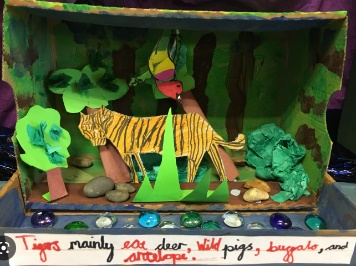 Tigers mainly eat deer, Wild pigs, buffalo, and
antelope.